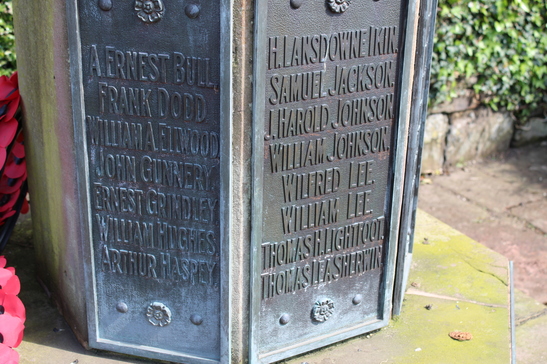 A. ERNEST BULL.
FRANK DODD.
WILLIAM A. ELLWOOD
JOHN GUNNERY.
ERNEST GRINDLEY
WILLIAM HUGHES
ARTHUR HASPEY
H. LANSDOWNE IKIN.
SAMUEL JACKSON.
J. HAROLD JOHNSON.
WILLIAM JOHNSON.
WILFRED LEE
WILLIAM LEE
THOMAS H. LIGHTFOOT.
THOMAS LEA SHERWIN